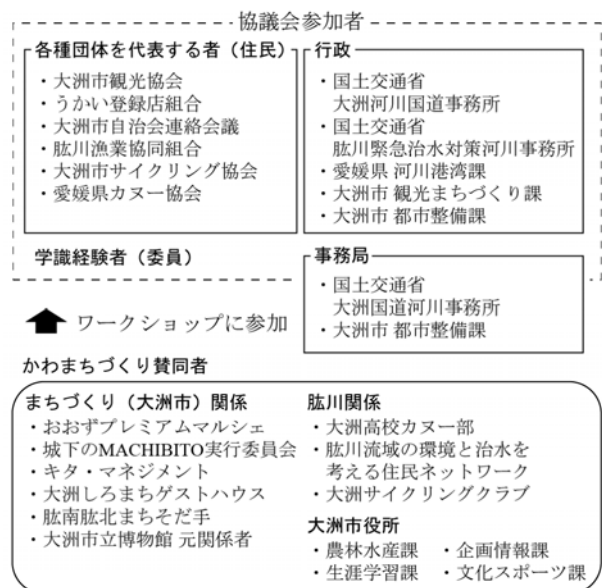 協議会参加者
各種団体を代表する者（住民）
・大洲市観光協会
・うかい登録店組合
・大洲市自治会連絡会議
・肱川漁業協同組合
・大洲市サイクリング協会
・愛媛県カヌー協会
行政
・国土交通省
大洲河川国道事務所
・国土交通省
肱川緊急治水対策河川事務所
・愛媛県 河川港湾課
・大洲市 観光まちづくり課
・大洲市 都市整備課
学識経験者（委員）
事務局
・国土交通省
大洲国道河川事務所
・大洲市 都市整備課
ワークショップに参加
かわまちづくり賛同者
まちづくり（大洲市）関係
・おおずプレミアムマルシェ
・城下のMACHIBITO実行委員会
・キタ・マネジメント
・大洲しろまちゲストハウス
・肱南肱北まちそだて手
・大洲市立博物館 元関係者
肱川関係
・大洲高校カヌー部
・肱川流域の環境と治水を
考える住民ネットワーク
・大洲サイクリングクラブ
大洲市役所
・農林水産課 ・企画情報課
・生涯学習課 ・文化スポーツ課